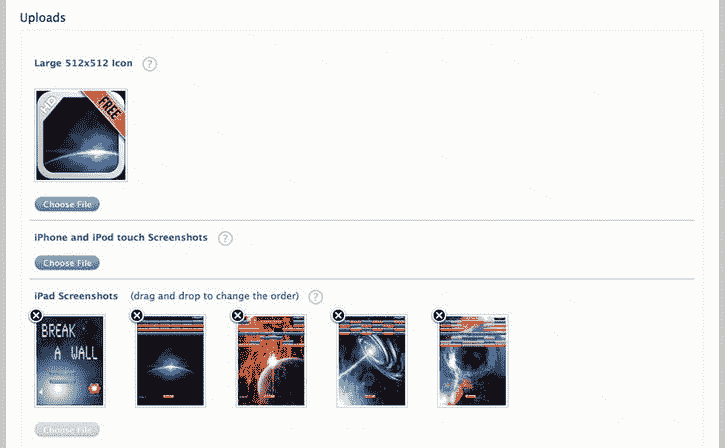 Uploads
Large 512x512 Icon ?
HD
FREE
Choose File
iPhone and iPod touch Screenshots ?
Choose File
iPad Screenshots (drag and drop to change the order) ?
BREAK
A WALL
Choose File